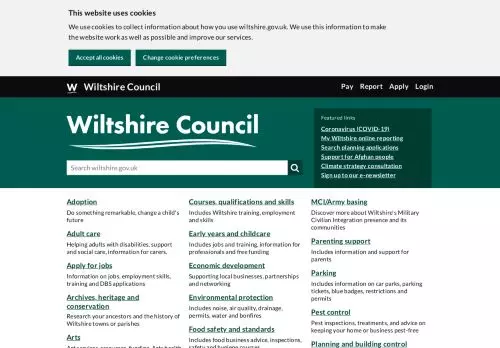 This website uses cookies
We use cookies to collect information about how you use wiltshire.gov.uk. We use this information to make
the website work as well as possible and improve our services.
Accept all cookies
Change cookie preferences
Wiltshire Council
Pay Report Apply Login
Wiltshire Council
Search wiltshire.gov.uk
Featured links
Coronavirus (COVID-19)
My Wiltshire online reporting
Search planning applications
Support for Afghan people
Climate strategy consultation
Sign up to our e-newsletter
Adoption
Do something remarkable, change a child's
future
Adult care
Helping adults with disabilities, support
and social care, information for carers.
Apply for jobs
Information on jobs, employment skills,
training and DBS applications
Archives, heritage and
conservation
Research your ancestors and the history of
Wiltshire towns or parishes
Arts
Courses, qualifications and skills
Includes Wiltshire training, employment
and skills
Early years and childcare
Includes jobs and training, information for
professionals and free funding
Economic development
Supporting local businesses, partnerships
and networking
Environmental protection
Includes noise, air quality, drainage,
permits, water and bonfires
Food safety and standards
Includes food business advice, inspections,
MCI/Army basing
Discover more about Wiltshire's Military
Civilian Integration presence and its
communities
Parenting support
Includes information and support for
parents
Parking
Includes information on car parks, parking
tickets, blue badges, restrictions and
permits
Pest control
Pest inspections, treatments, and advice on
keeping your home or business pest-free
Planning and building control